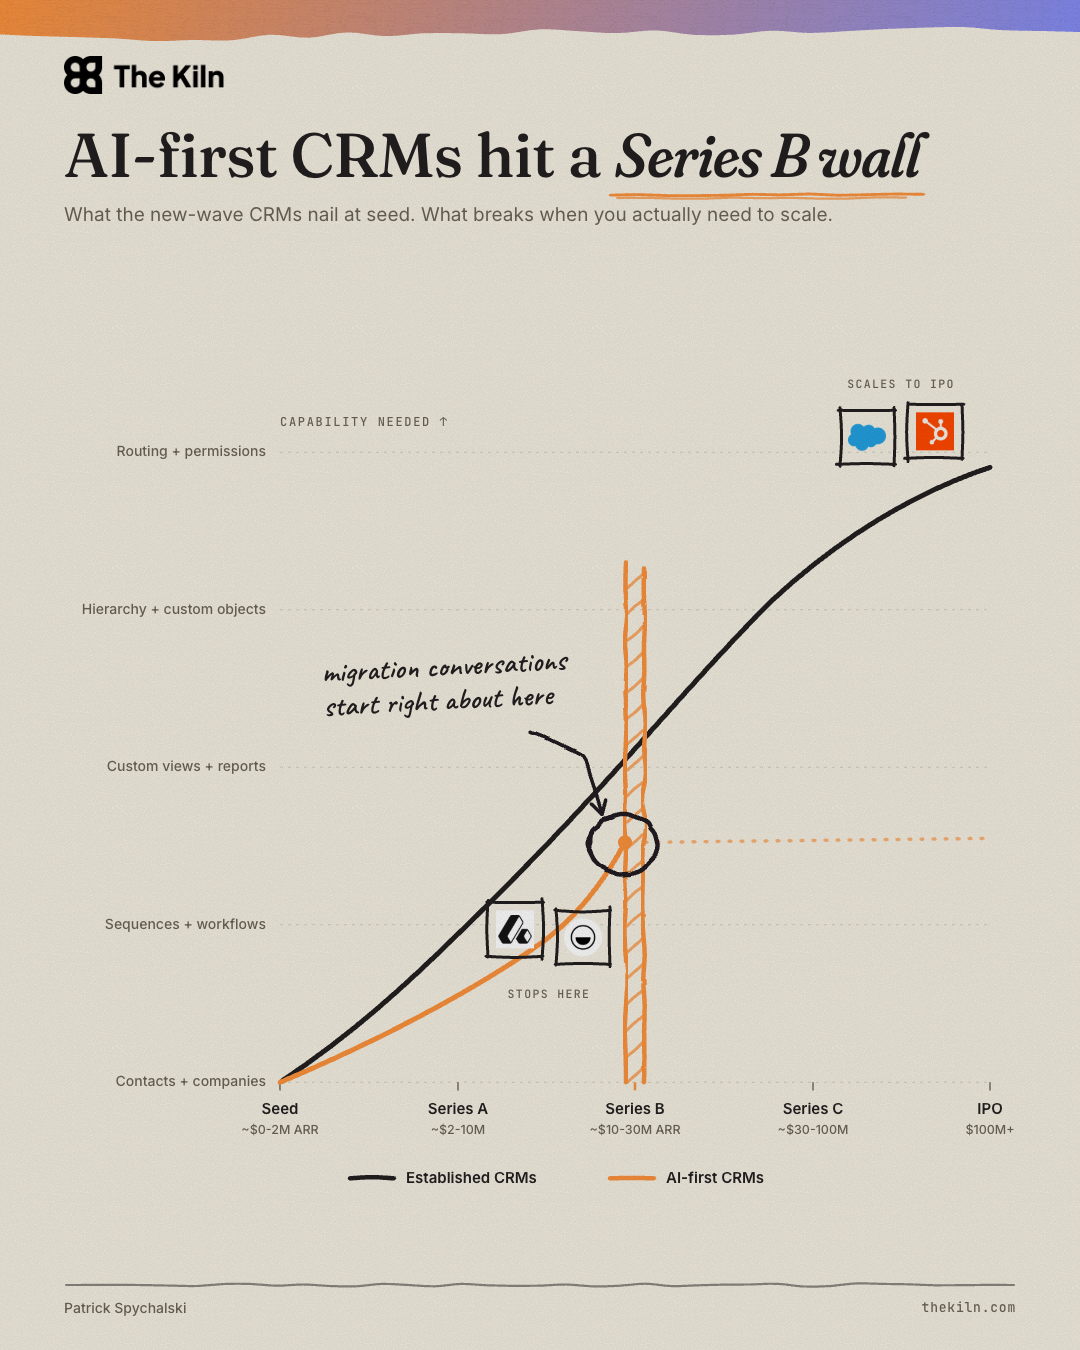 The Kiln
AI-first CRMs hit a Series B wall
What the new-wave CRMs nail at seed. What breaks when you actually need to scale.
SCALES TO IPO
CAPABILITY NEEDED ↑
Routing + permissions
Hierarchy + custom objects
migration conversations
start right about here
Custom views + reports
Sequences + workflows
STOPS HERE
Contacts + companies
Seed
~$0-2M ARR
Series A
~$2-10M
Series B
~$10-30M ARR
Series C
~$30-100M
IPO
$100M+
Established CRMs
AI-first CRMs
Patrick Spychalski
thekiln.com